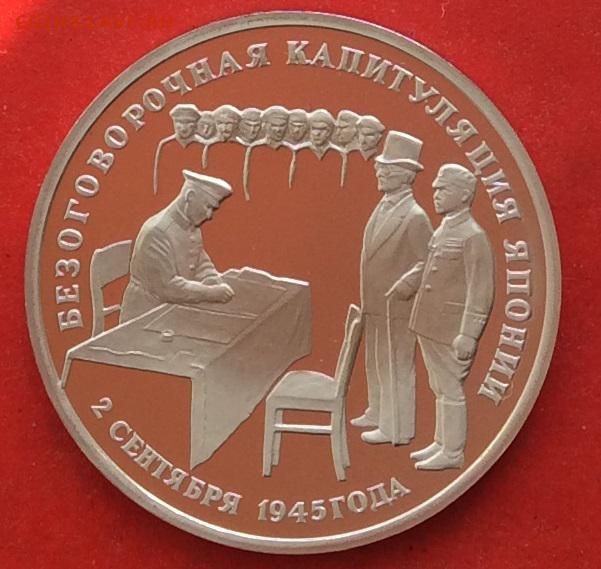 БЕЗОГОВОРОЧНАЯ КАПИТУЛЯЦИЯ ЯПОНИИ
2 СЕНТЯБРЯ 1945 ГОДА